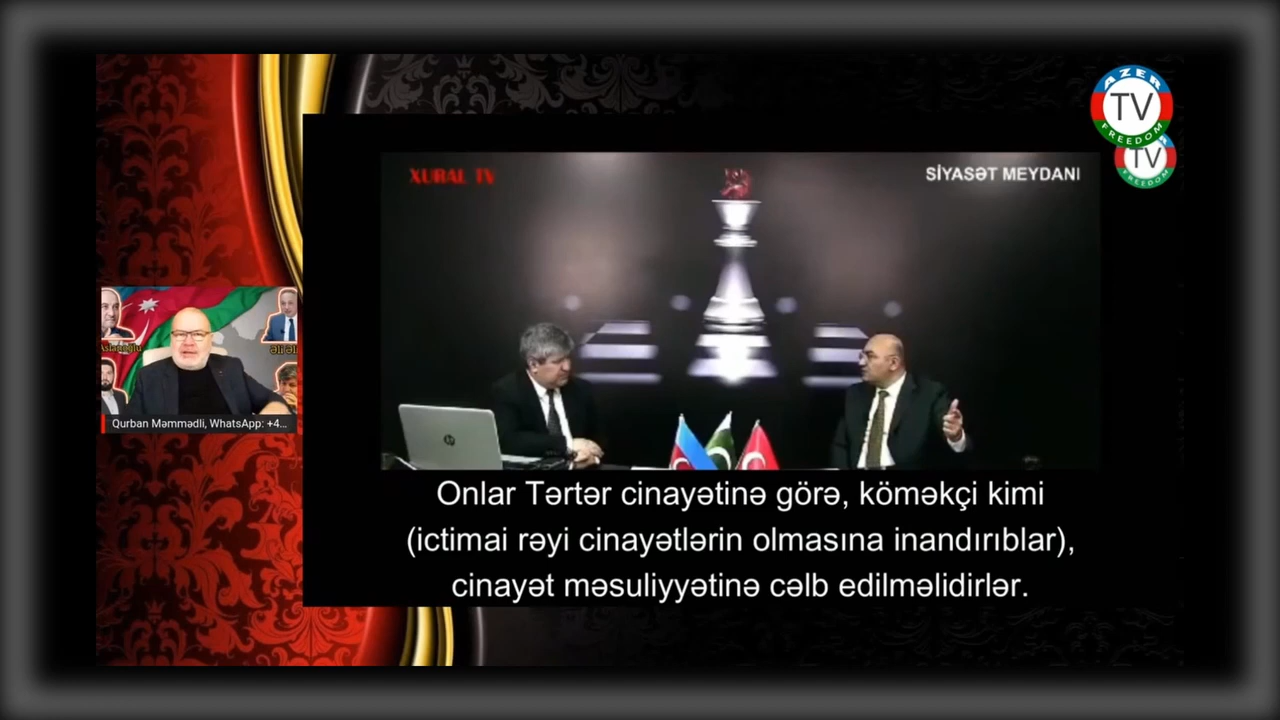 AZER
TV
FREEDOM
TV
FREEDOM
XURAL TV
SİYASƏT MEYDANI
Qurban Məmmədli, WhatsApp: +4...
Onlar Tərtər cinayətinə görə, köməkçi kimi
(ictimai rəyi cinayətlərin olmasına inandırıblar),
cinayət məsuliyyətinə cəlb edilməlidirlər.